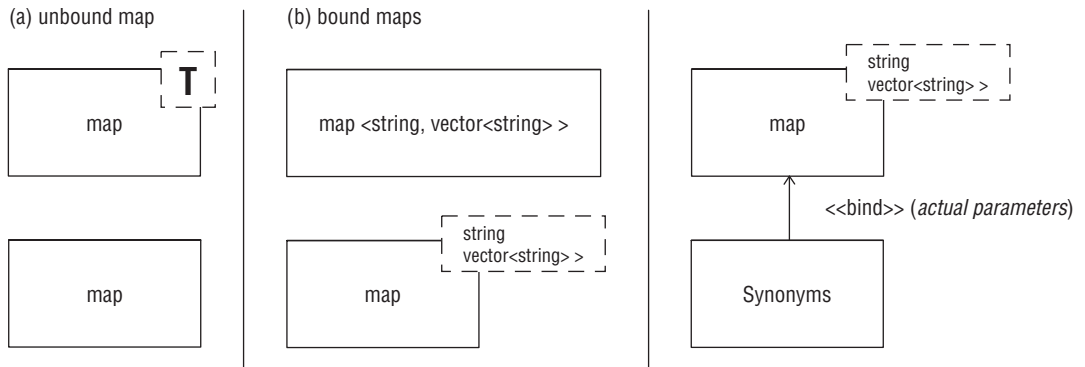 (a) unbound map
T
map
map
(b) bound maps
map <string, vector<string> >
string
vector<string> >
map
string
vector<string> >
map
<<bind>> (actual parameters)
Synonyms